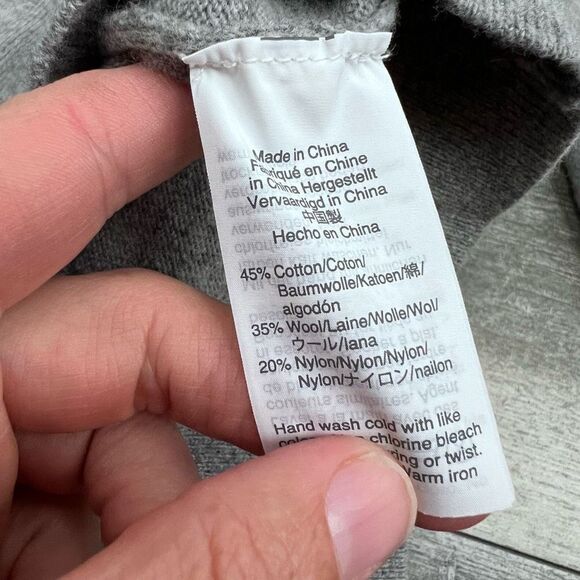 Made in China
Fabriqué en Chine
in China Hergestellt
Vervaardigd in China
中国製
Hecho en China
45% Cotton/Coton/
Baumwolle/Katoen/綿/
algodón
35% Wool/Laine/Wolle/Wol/
ウール/lana
20% Nylon/Nylon/Nylon/
Nylon/ナイロン/nailon
Hand wash cold with like
chlorine bleach
or twist.
Warm iron